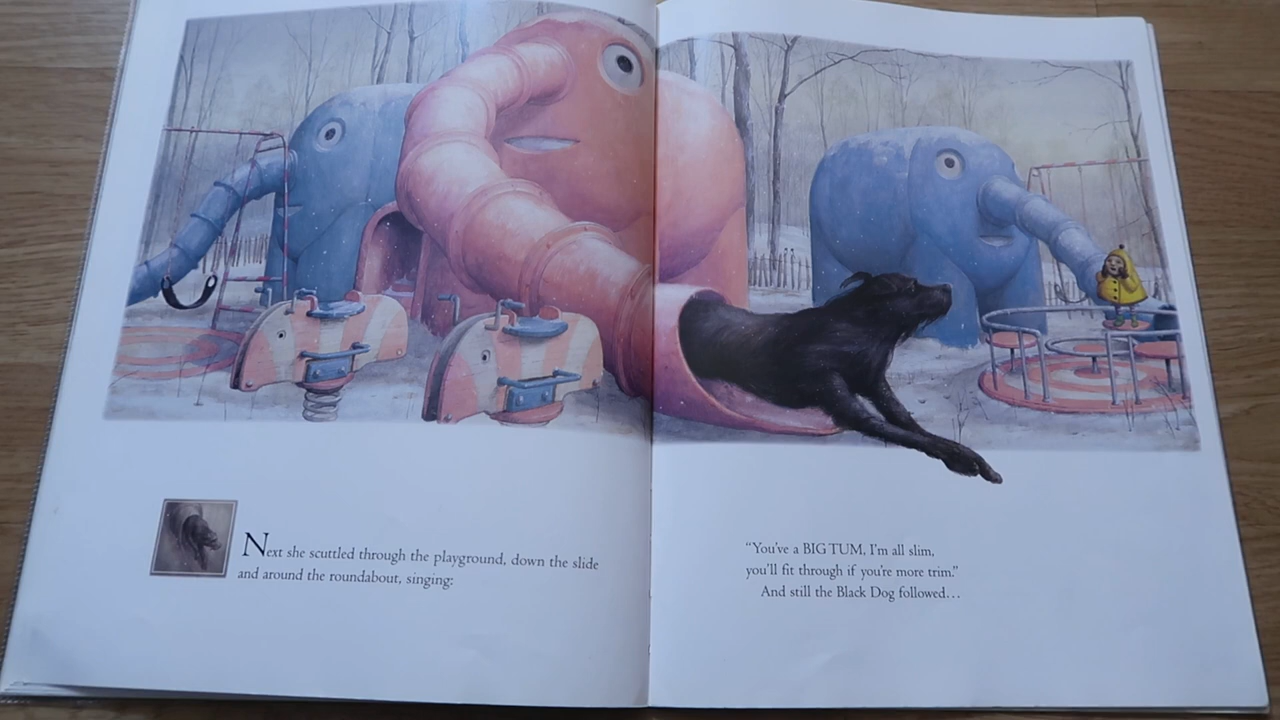 Next she scuttled through the playground, down the slide
and around the roundabout, singing:
“You’ve a BIG TUM, I’m all slim,
you’ll fit through if you’re more trim.”
And still the Black Dog followed…